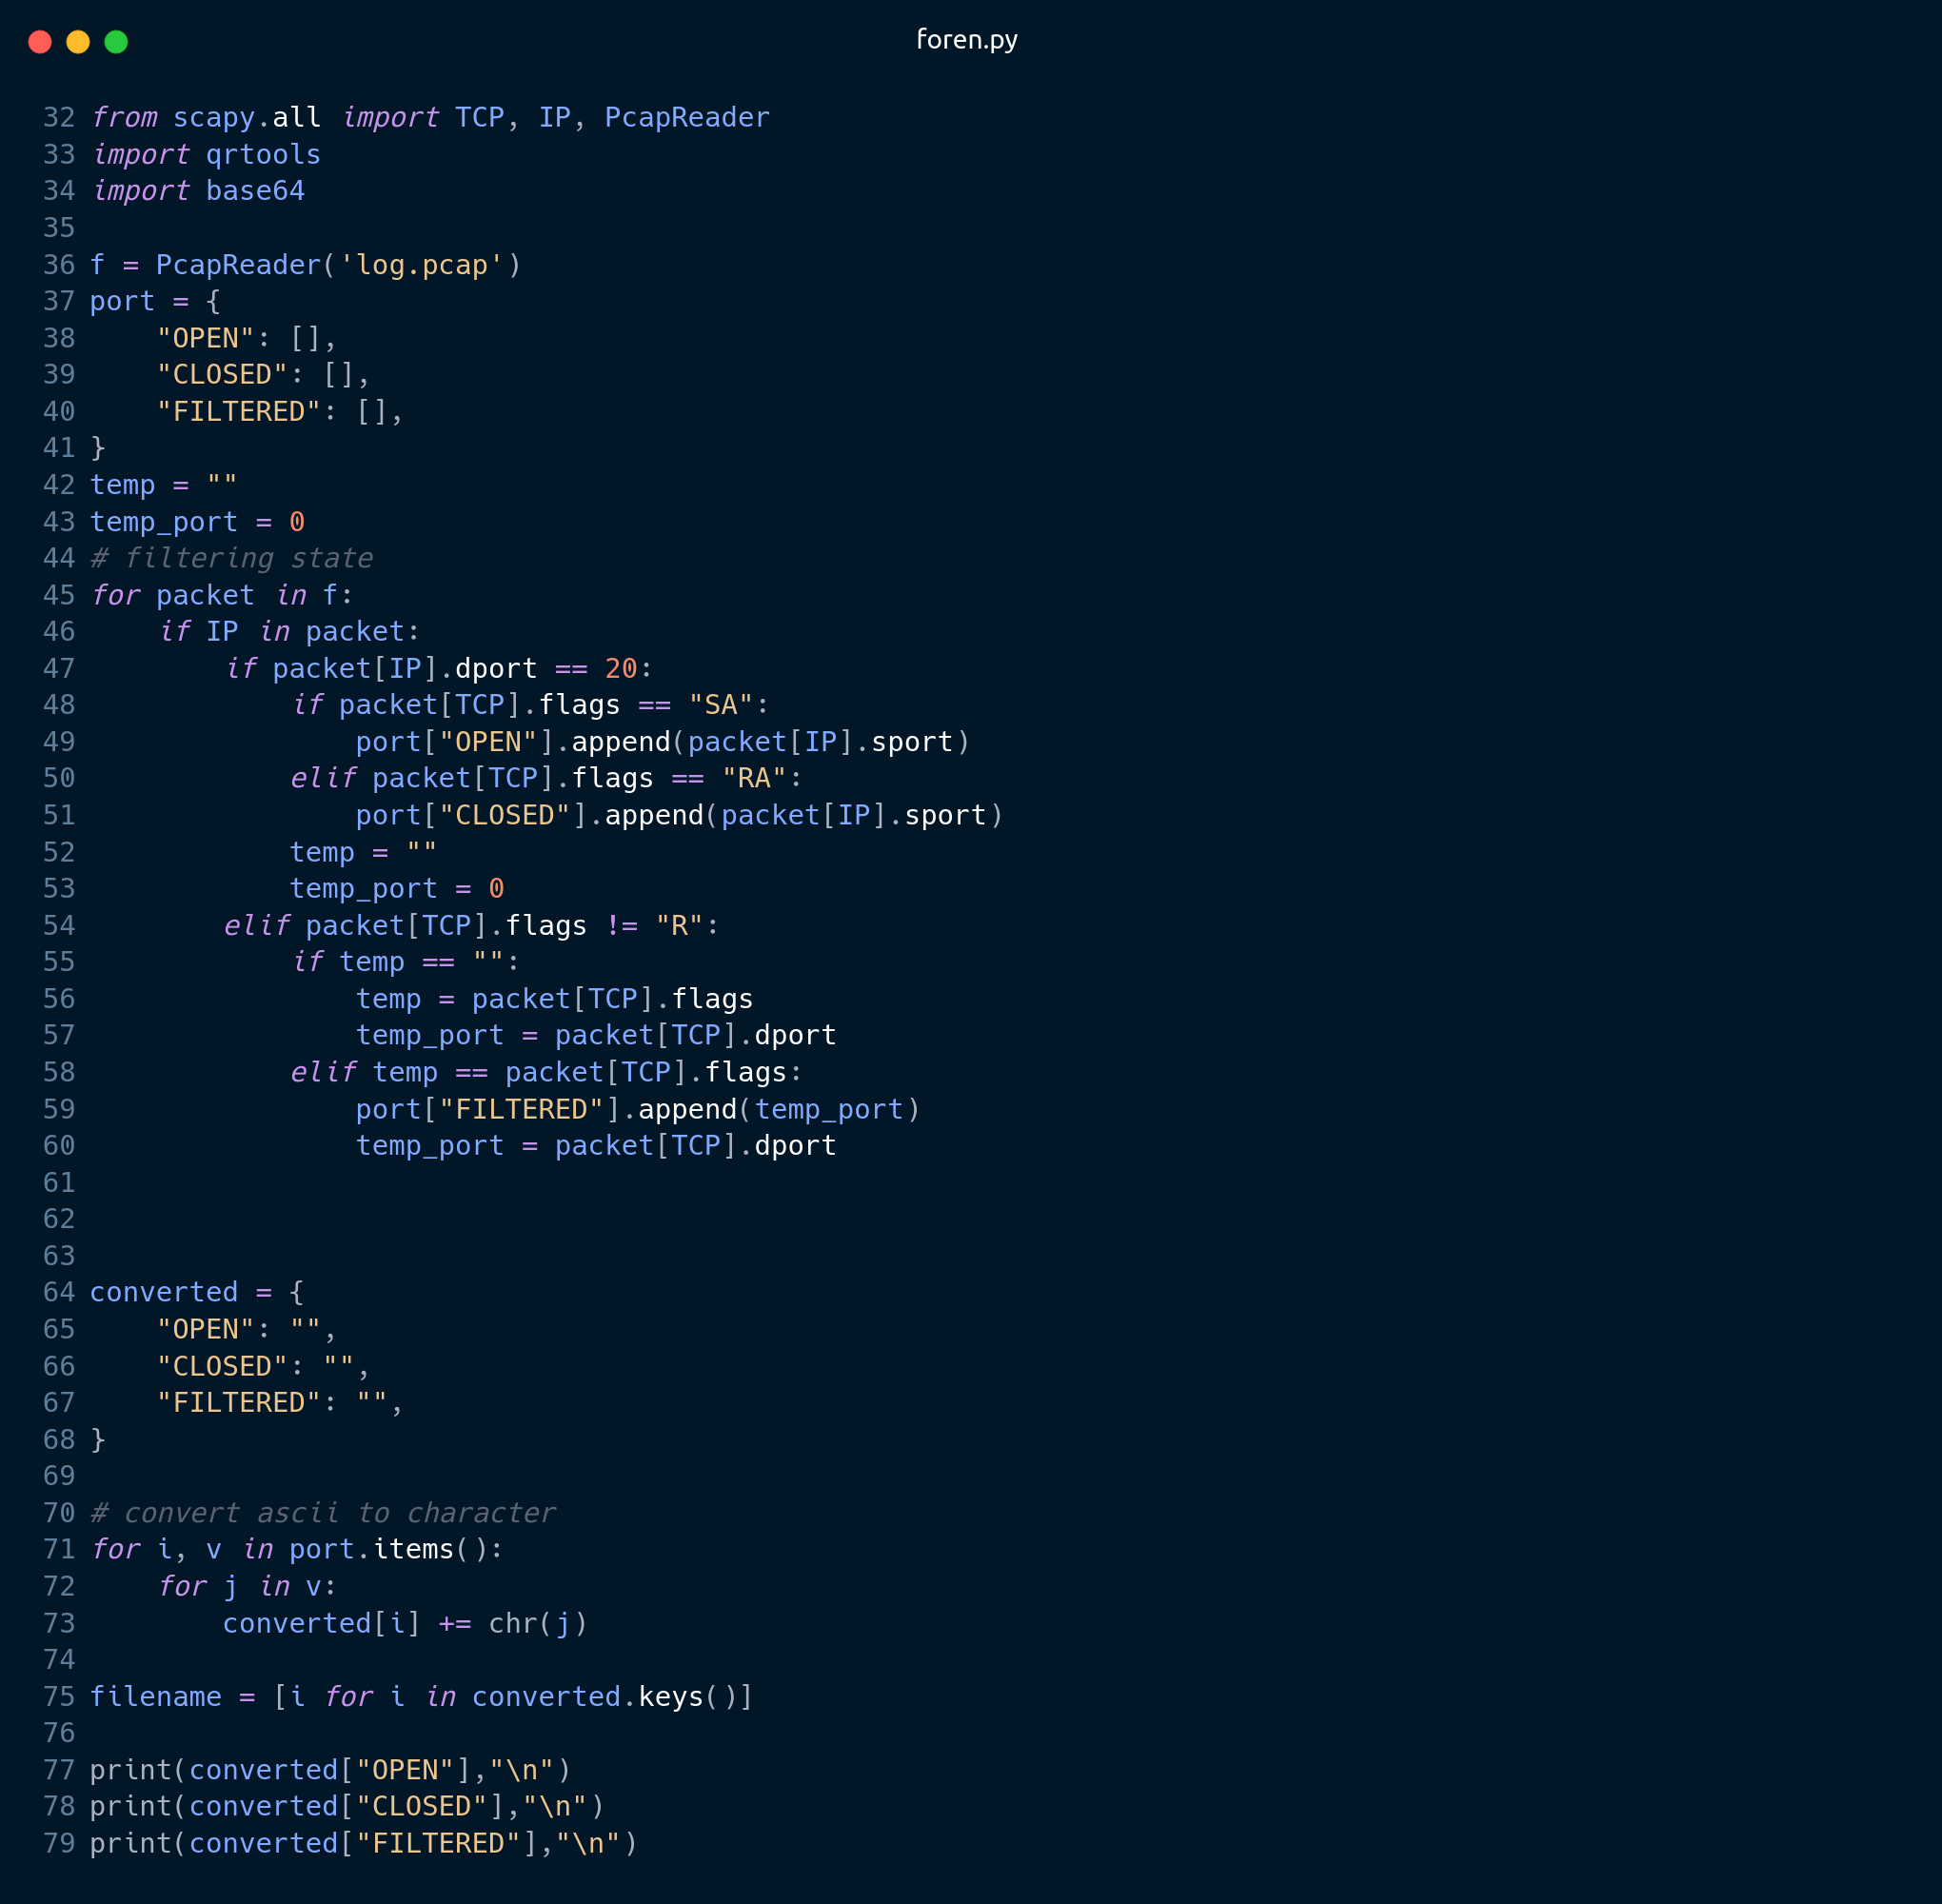 foren.py
32 from scapy.all import TCP, IP, PcapReader
33 import qrtools
34 import base64
35
36 f = PcapReader('log.pcap')
37 port = {
38     "OPEN": [],
39     "CLOSED": [],
40     "FILTERED": [],
41 }
42 temp = ""
43 temp_port = 0
44 # filtering state
45 for packet in f:
46     if IP in packet:
47         if packet[IP].dport == 20:
48             if packet[TCP].flags == "SA":
49                 port["OPEN"].append(packet[IP].sport)
50             elif packet[TCP].flags == "RA":
51                 port["CLOSED"].append(packet[IP].sport)
52             temp = ""
53             temp_port = 0
54         elif packet[TCP].flags != "R":
55             if temp == "":
56                 temp = packet[TCP].flags
57                 temp_port = packet[TCP].dport
58             elif temp == packet[TCP].flags:
59                 port["FILTERED"].append(temp_port)
60                 temp_port = packet[TCP].dport
61
62
63
64 converted = {
65     "OPEN": "",
66     "CLOSED": "",
67     "FILTERED": "",
68 }
69
70 # convert ascii to character
71 for i, v in port.items():
72     for j in v:
73         converted[i] += chr(j)
74
75 filename = [i for i in converted.keys()]
76
77 print(converted["OPEN"],"\n")
78 print(converted["CLOSED"],"\n")
79 print(converted["FILTERED"],"\n")